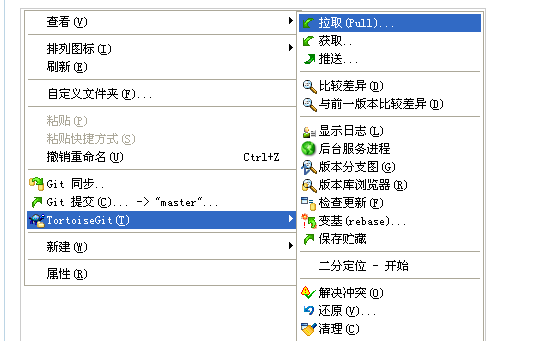 查看(V)
排列图标(I)
刷新(E)
自定义文件夹(F)...
粘贴(P)
粘贴快捷方式(S)
撤销重命名(U) Ctrl+Z
Git 同步..
Git 提交(C)... -> "master"...
TortoiseGit(T)
新建(W)
属性(R)
拉取(Pull)...
获取..
推送...
比较差异(D)
与前一版本比较差异(D)
显示日志(L)
后台服务进程
版本分支图(G)
版本库浏览器(R)
检查更新(F)
变基(rebase)...
保存贮藏
二分定位 - 开始
解决冲突(O)
还原(V)...
清理(C)